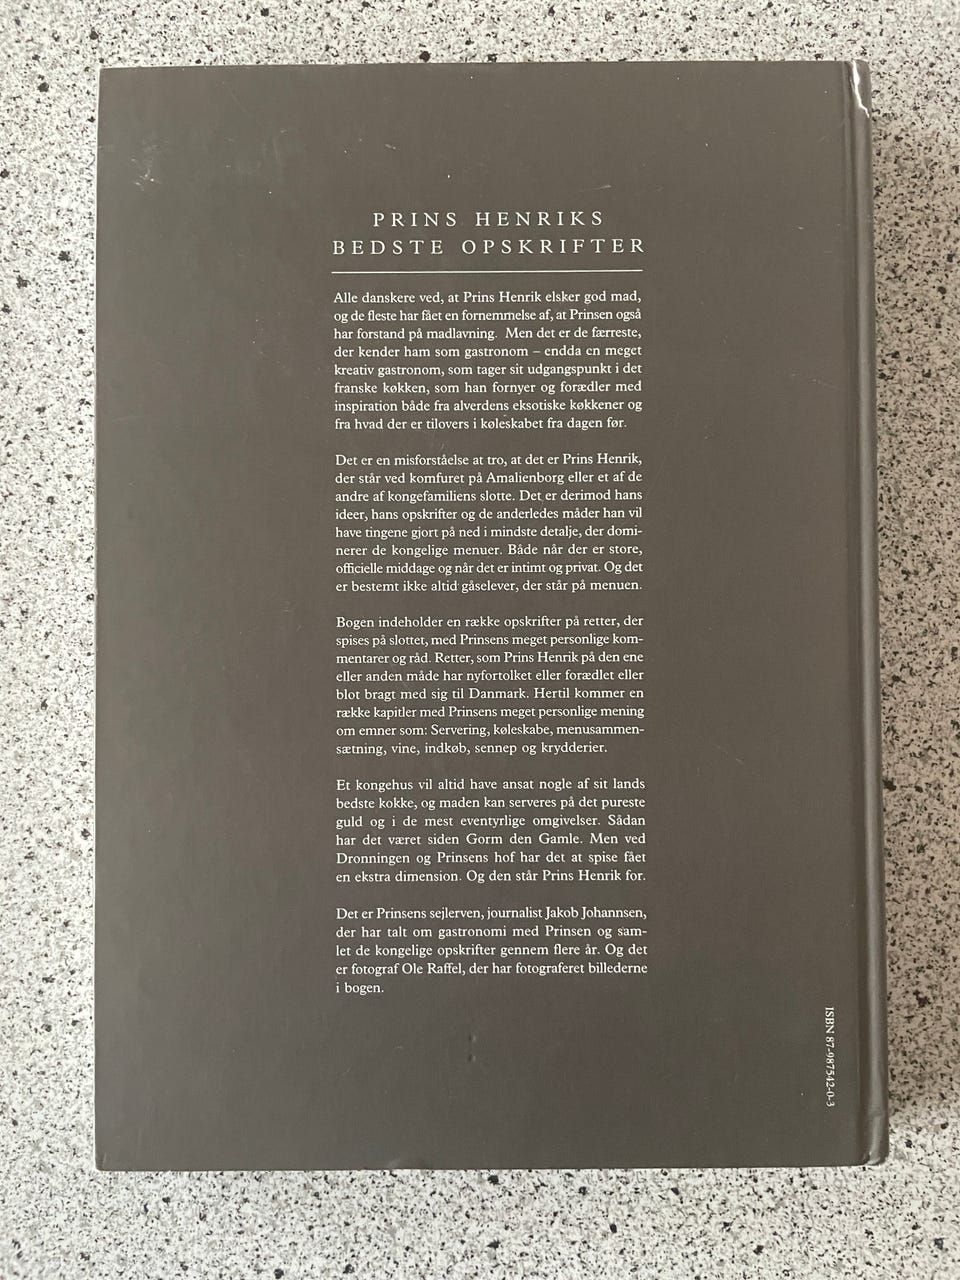 PRINS HENRIKS
BEDSTE OPSKRIFTER
Alle danskere ved, at Prins Henrik elsker god mad,
og de fleste har fået en fornemmelse af, at Prinsen også
har forstand på madlavning. Men det er de færreste,
der kender ham som gastronom – endda en meget
kreativ gastronom, som tager sit udgangspunkt i det
franske køkken, som han fornyer og forædler med
inspiration både fra alverdens eksotiske køkkener og
fra hvad der er tilovers i køleskabet fra dagen før.
Det er en misforståelse at tro, at det er Prins Henrik,
der står ved komfuret på Amalienborg eller et af de
andre af kongefamiliens slotte. Det er derimod hans
ideer, hans opskrifter og de anderledes måder han vil
have tingene gjort på ned i mindste detalje, der domi-
nerer de kongelige menuer. Både når der er store,
officielle middage og når det er intimt og privat. Og det
er bestemt ikke altid gåselever, der står på menuen.
Bogen indeholder en række opskrifter på retter, der
spises på slottet, med Prinsens meget personlige kom-
mentarer og råd. Retter, som Prins Henrik på den ene
eller anden måde har nyfortolket eller forædlet eller
blot bragt med sig til Danmark. Hertil kommer en
række kapitler med Prinsens meget personlige mening
om emner som: Servering, køleskabe, menusammen-
sætning, vine, indkøb, sennep og krydderier.
Et kongehus vil altid have ansat nogle af sit lands
bedste kokke, og maden kan serveres på det pureste
guld og i de mest eventyrlige omgivelser. Sådan
har det været siden Gorm den Gamle. Men ved
Dronningen og Prinsens hof har det at spise fået
en ekstra dimension. Og den står Prins Henrik for.
Det er Prinsens sejlerven, journalist Jakob Johannsen,
der har talt om gastronomi med Prinsen og sam-
let de kongelige opskrifter gennem flere år. Og det
er fotograf Ole Raffel, der har fotograferet billederne
i bogen.
ISBN 87-987542-0-3